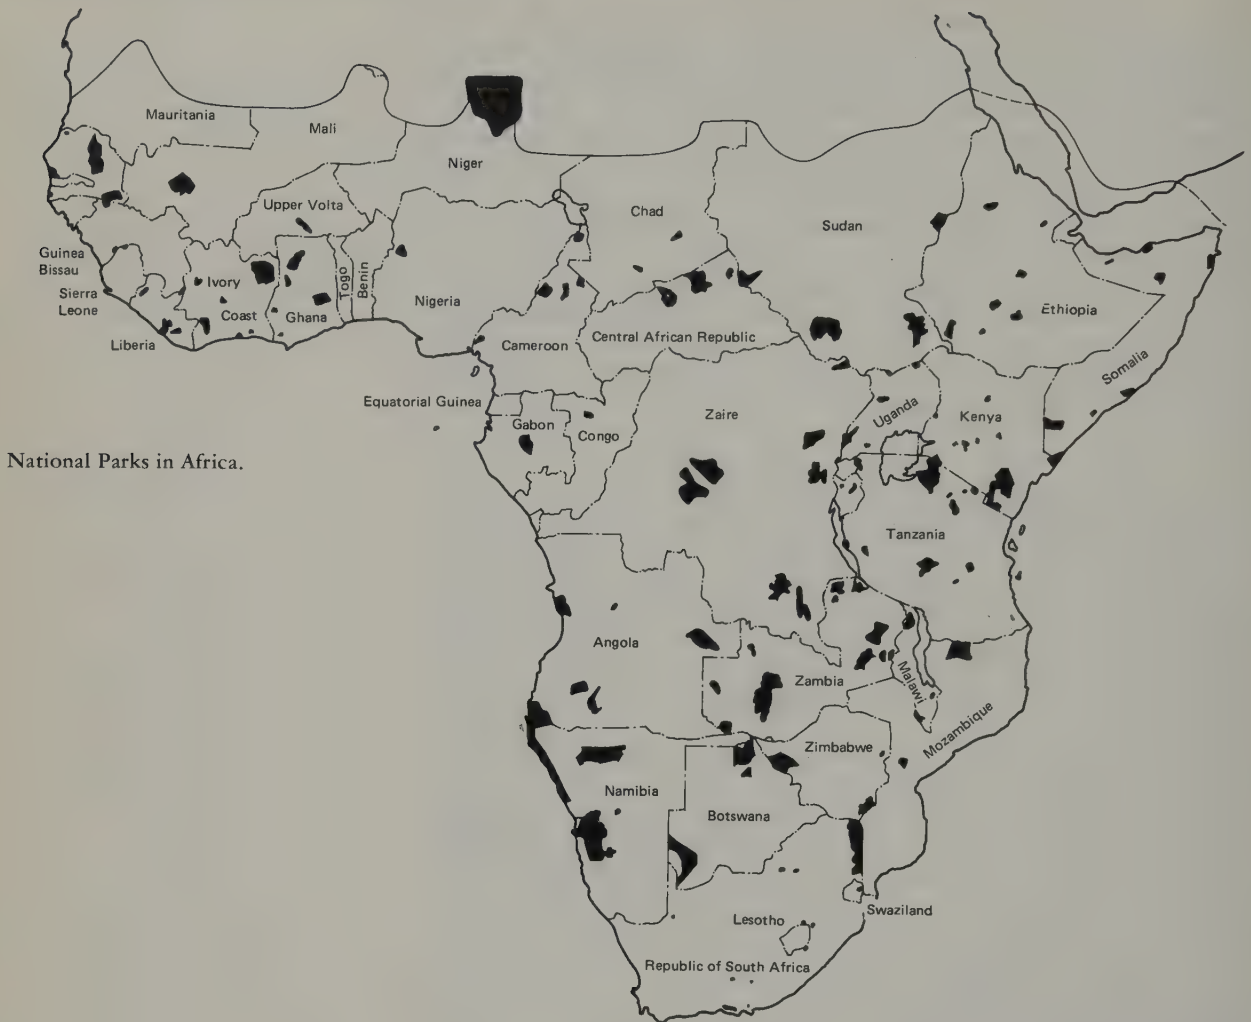 Mauritania
Mali
Niger
Upper Volta
Chad
Sudan
Guinea
Bissau
Sierra
Leone
Liberia
Ivory
Coast
Ghana
Togo
Benin
Nigeria
Cameroon
Central African Republic
Ethiopia
Somalia
Equatorial Guinea
Gabon
Congo
Zaire
Uganda
Kenya
National Parks in Africa.
Tanzania
Angola
Zambia
Malawi
Mozambique
Zimbabwe
Namibia
Botswana
Swaziland
Lesotho
Republic of South Africa